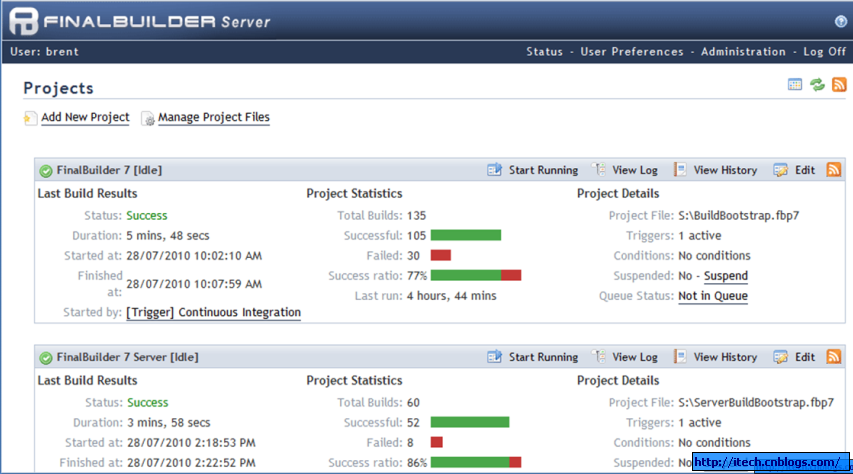 FINALBUILDER Server
User: brent
Status - User Preferences - Administration - Log Off
Projects
Add New Project Manage Project Files
FinalBuilder 7 [Idle] Start Running View Log View History Edit
Last Build Results Project Statistics Project Details
Status: Success Total Builds: 135 Project File: S:\BuildBootstrap.fbp7
Duration: 5 mins, 48 secs Successful: 105 Triggers: 1 active
Started at: 28/07/2010 10:02:10 AM Failed: 30 Conditions: No conditions
Finished at: 28/07/2010 10:07:59 AM Success ratio: 77% Suspended: No - Suspend
Started by: [Trigger] Continuous Integration Last run: 4 hours, 44 mins Queue Status: Not in Queue
FinalBuilder 7 Server [Idle] Start Running View Log View History Edit
Last Build Results Project Statistics Project Details
Status: Success Total Builds: 60 Project File: S:\ServerBuildBootstrap.fbp7
Duration: 3 mins, 58 secs Successful: 52 Triggers: 1 active
Started at: 28/07/2010 2:18:53 PM Failed: 8 Conditions: No conditions
Finished at: 28/07/2010 2:22:52 PM Success ratio: 86% Suspended: No
http://itech.cnblogs.com/